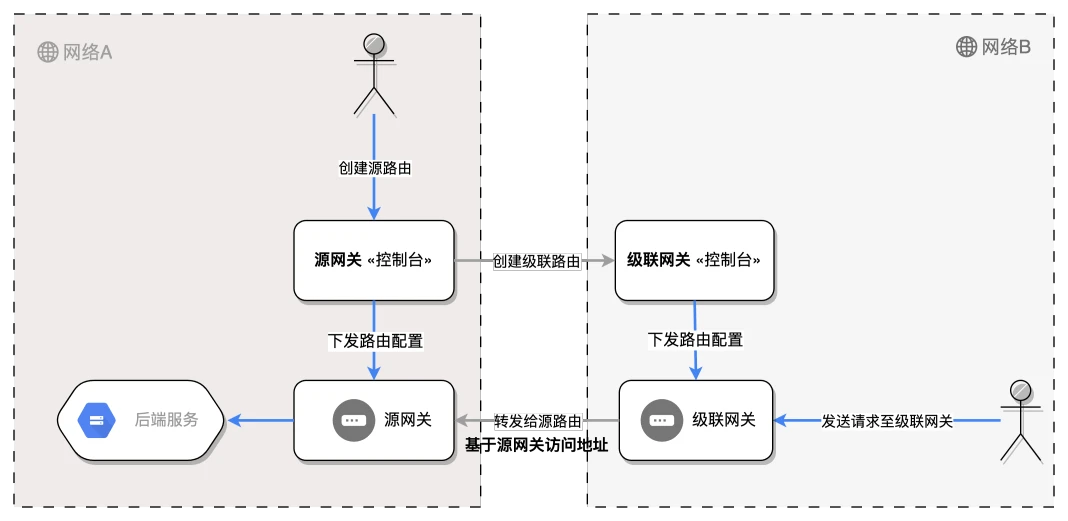 网络A
网络B
创建源路由
源网关 «控制台»
创建级联路由
级联网关 «控制台»
下发路由配置
下发路由配置
后端服务
源网关
转发给源路由
基于源网关访问地址
级联网关
发送请求至级联网关